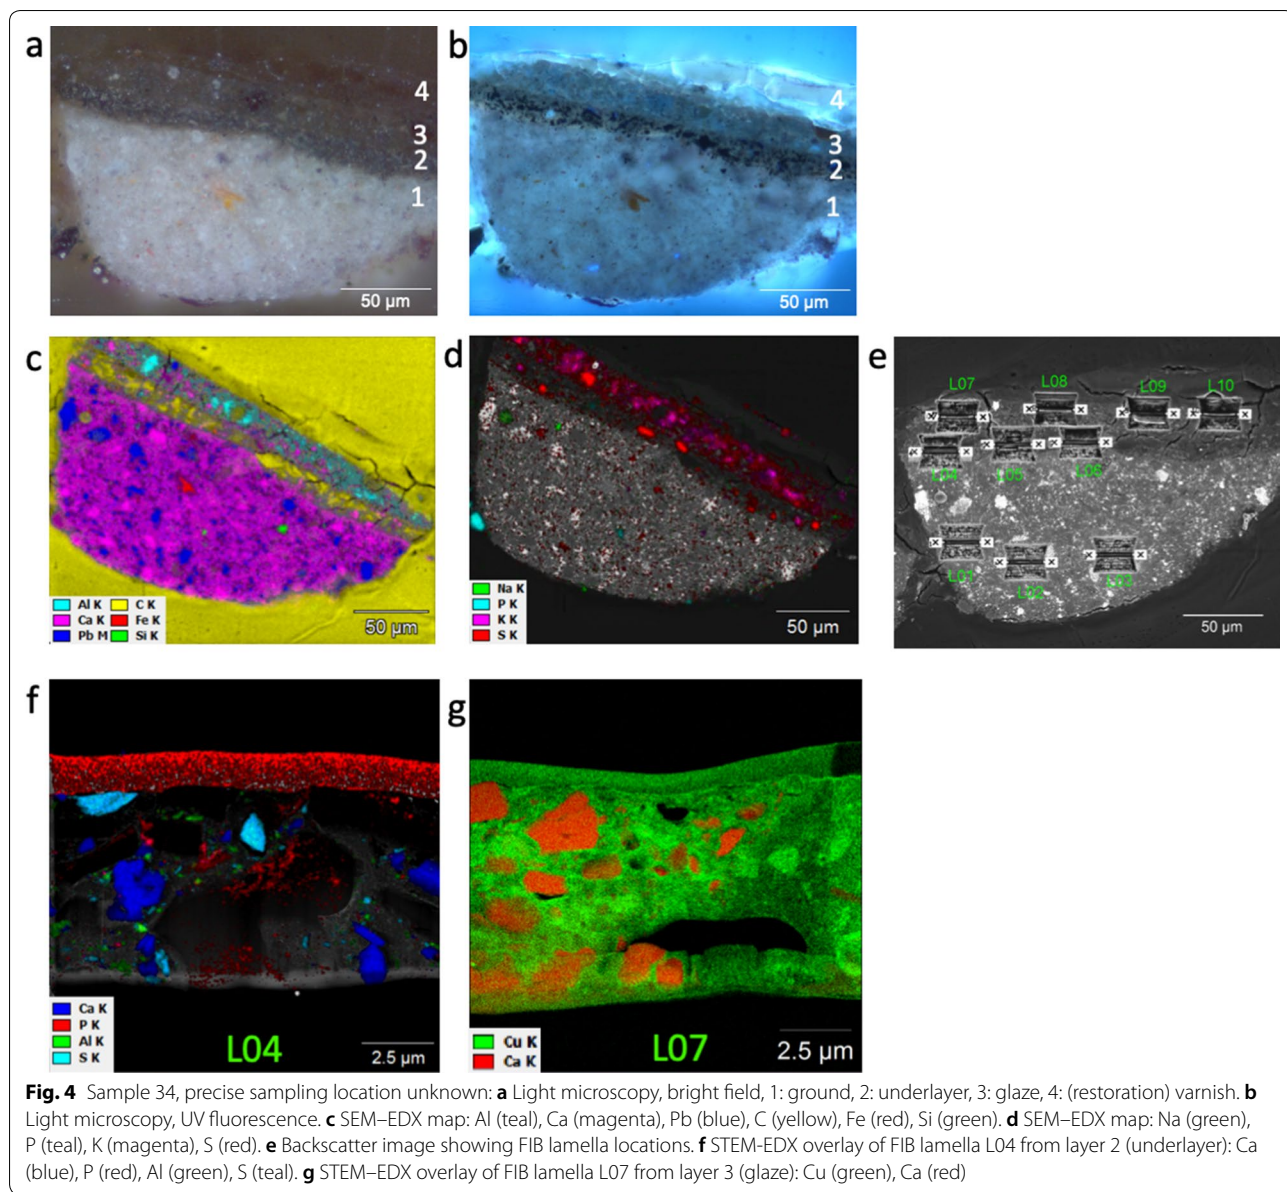 a
4
3
2
1
50 µm
b
4
3
2
1
50 µm
c
Al K C K
Ca K Fe K
Pb M Si K
50 µm
d
Na K
P K
K K
S K
50 µm
e
L07 L08 L09 L10
L04 L05 L06
L01 L02 L03
50 µm
f
Ca K
P K
Al K
S K
L04
2.5 µm
g
Cu K
Ca K
L07
2.5 µm
Fig. 4 Sample 34, precise sampling location unknown: a Light microscopy, bright field, 1: ground, 2: underlayer, 3: glaze, 4: (restoration) varnish. b
Light microscopy, UV fluorescence. c SEM–EDX map: Al (teal), Ca (magenta), Pb (blue), C (yellow), Fe (red), Si (green). d SEM–EDX map: Na (green),
P (teal), K (magenta), S (red). e Backscatter image showing FIB lamella locations. f STEM-EDX overlay of FIB lamella L04 from layer 2 (underlayer): Ca
(blue), P (red), Al (green), S (teal). g STEM–EDX overlay of FIB lamella L07 from layer 3 (glaze): Cu (green), Ca (red)